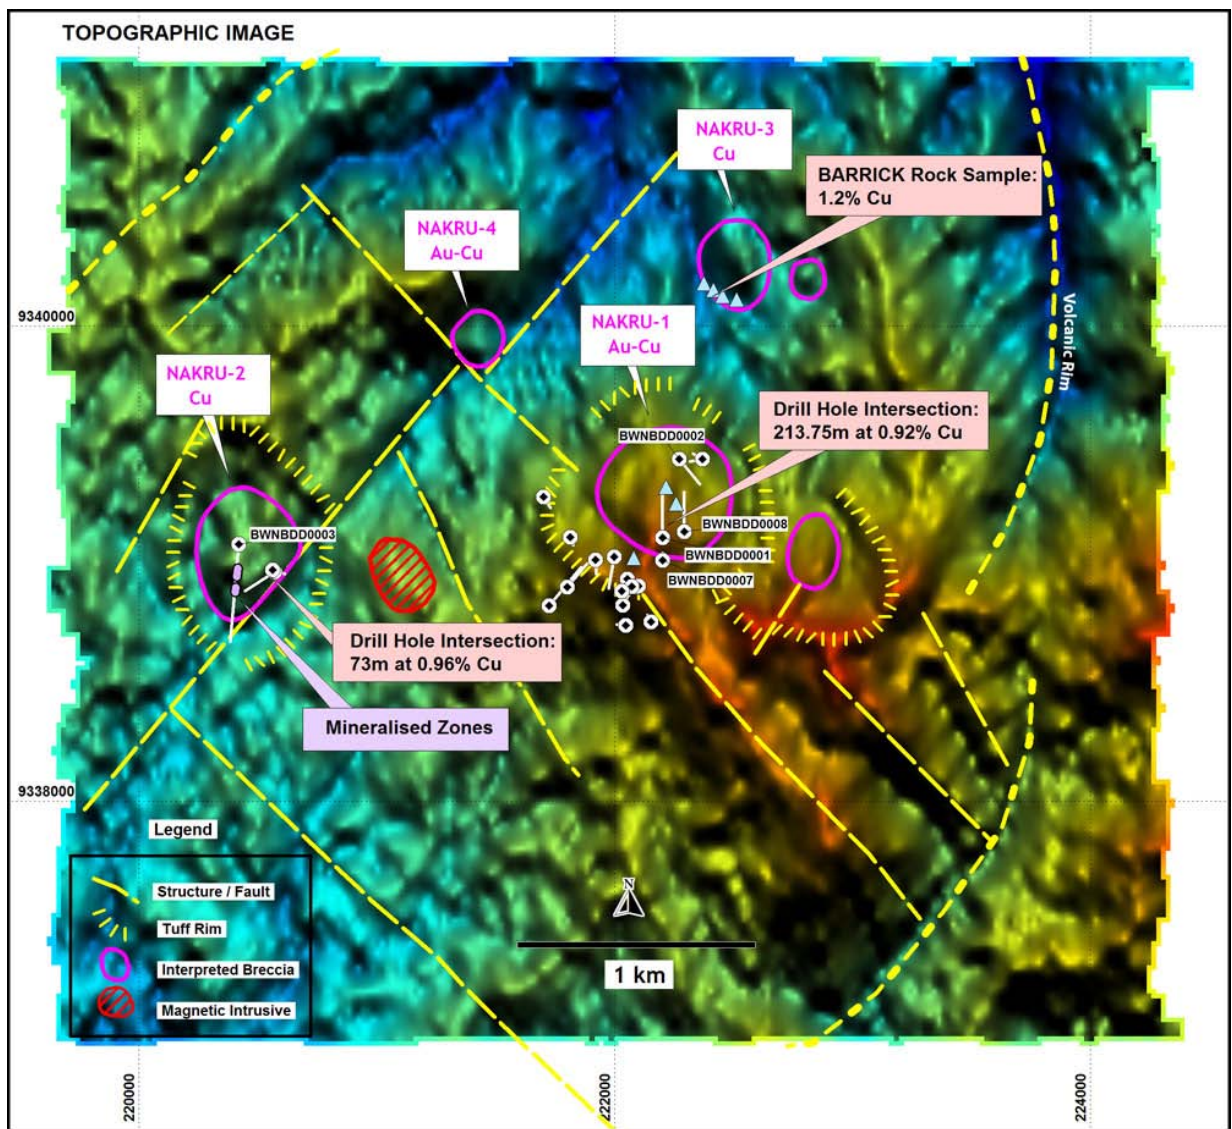 TOPOGRAPHIC IMAGE
NAKRU-3
Cu
BARRICK Rock Sample:
1.2% Cu
NAKRU-4
Au-Cu
Volcanic Rim
9340000
NAKRU-1
Au-Cu
NAKRU-2
Cu
Drill Hole Intersection:
213.75m at 0.92% Cu
BWNBDD0002
BWNBDD0008
BWNBDD0003
BWNBDD0001
BWNBDD0007
Drill Hole Intersection:
73m at 0.96% Cu
Mineralised Zones
9338000
Legend
Structure / Fault
Tuff Rim
Interpreted Breccia
Magnetic Intrusive
N
1 km
220000
222000
224000